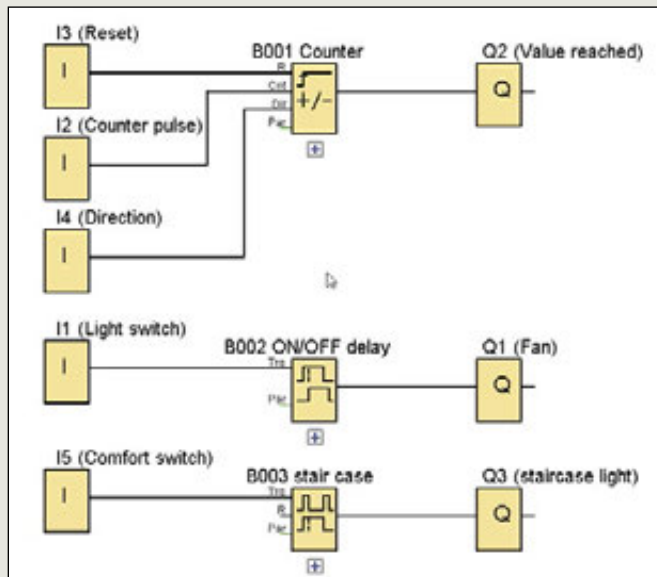 I3 (Reset)
I
B001 Counter
R
Cnt
Dir
Par
+/-
Q2 (Value reached)
Q
I2 (Counter pulse)
I
I4 (Direction)
I
I1 (Light switch)
I
B002 ON/OFF delay
Trg
Par
Q1 (Fan)
Q
I5 (Comfort switch)
I
B003 stair case
Trg
R
Par
Q3 (staircase light)
Q